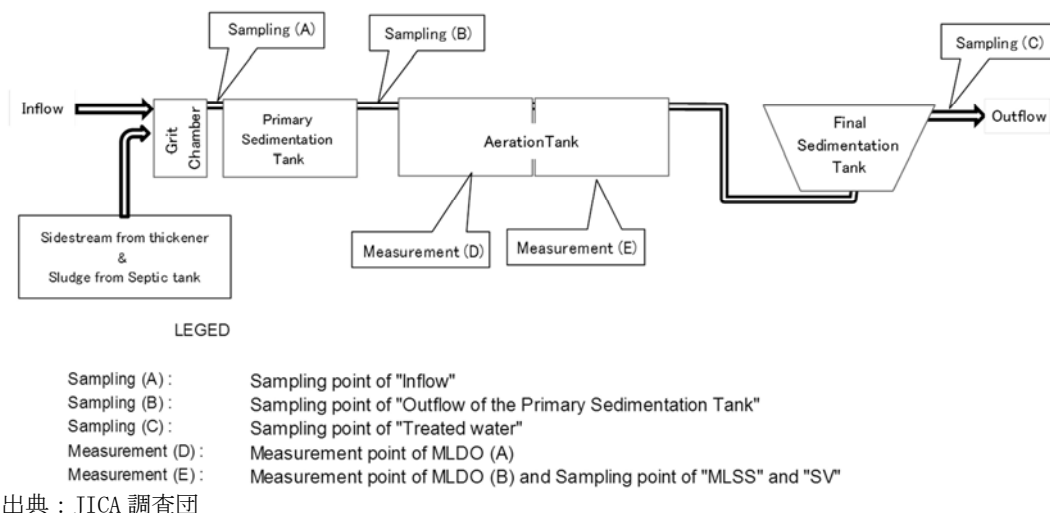 Sampling (A)
Sampling (B)
Sampling (C)
Inflow
Grit
Chamber
Primary
Sedimentation
Tank
AerationTank
Final
Sedimentation
Tank
Outflow
Measurement (D)
Measurement (E)
Sidestream from thickener
&
Sludge from Septic tank
LEGED
Sampling (A) : Sampling point of "Inflow"
Sampling (B) : Sampling point of "Outflow of the Primary Sedimentation Tank"
Sampling (C) : Sampling point of "Treated water"
Measurement (D) : Measurement point of MLDO (A)
Measurement (E) : Measurement point of MLDO (B) and Sampling point of "MLSS" and "SV"
出典：JICA 調査団